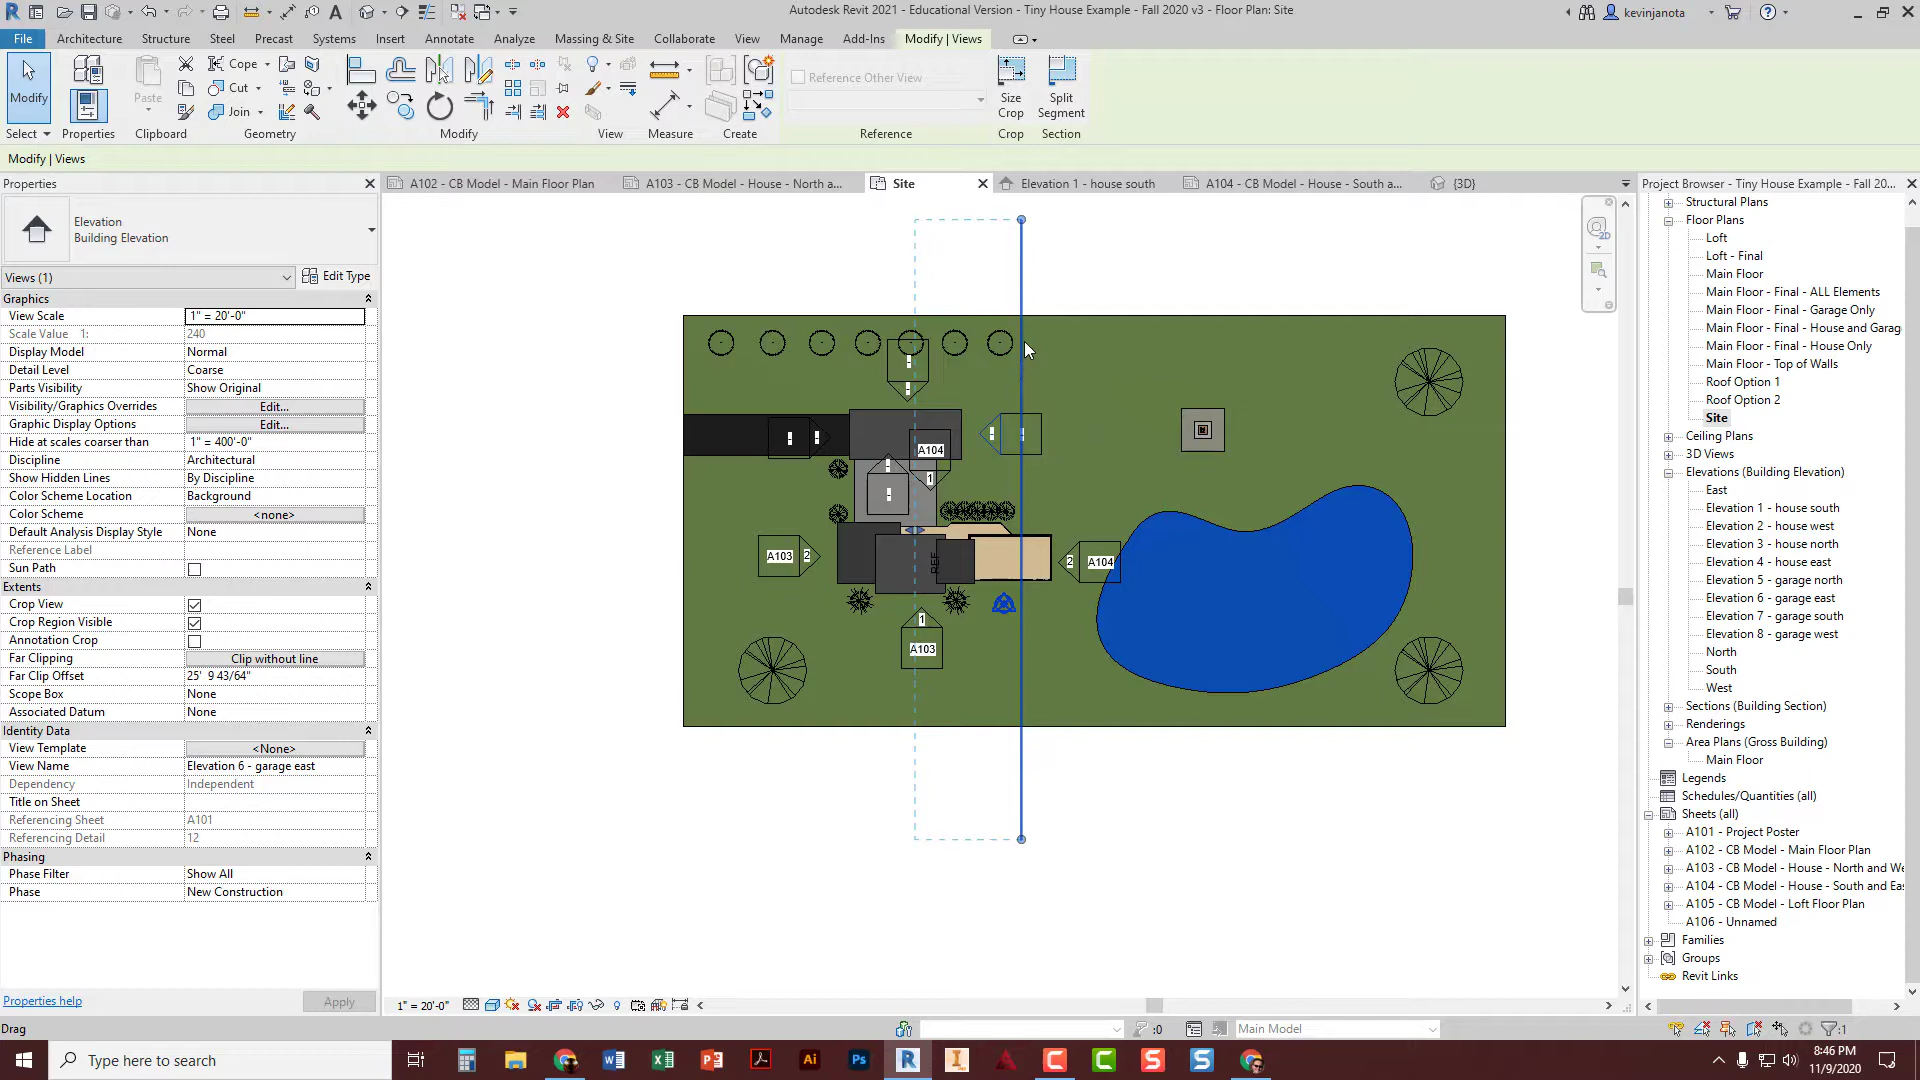 Autodesk Revit 2021 - Educational Version - Tiny House Example - Fall 2020 v3 - Floor Plan: Site
kevinjanota
File Architecture Structure Steel Precast Systems Insert Annotate Analyze Massing & Site Collaborate View Manage Add-Ins Modify | Views
Cope
Reference Other View
Modify Paste Cut Size Crop Split Segment
Join
Select Properties Clipboard Geometry Modify View Measure Create Reference Crop Section
Modify | Views
Properties
A102 - CB Model - Main Floor Plan
A103 - CB Model - House - North a...
Site
Elevation 1 - house south
A104 - CB Model - House - South a...
{3D}
Project Browser - Tiny House Example - Fall 20...
Elevation
Building Elevation
Views (1) Edit Type
Graphics
View Scale 1" = 20'-0"
Scale Value 1: 240
Display Model Normal
Detail Level Coarse
Parts Visibility Show Original
Visibility/Graphics Overrides Edit...
Graphic Display Options Edit...
Hide at scales coarser than 1" = 400'-0"
Discipline Architectural
Show Hidden Lines By Discipline
Color Scheme Location Background
Color Scheme <none>
Default Analysis Display Style None
Reference Label
Sun Path
Extents
Crop View
Crop Region Visible
Annotation Crop
Far Clipping Clip without line
Far Clip Offset 25' 9 43/64"
Scope Box None
Associated Datum None
Identity Data
View Template <None>
View Name Elevation 6 - garage east
Dependency Independent
Title on Sheet
Referencing Sheet A101
Referencing Detail 12
Phasing
Phase Filter Show All
Phase New Construction
Properties help Apply
2D
A104
1
A103 2
REF
2 A104
1
A103
Structural Plans
Floor Plans
Loft
Loft - Final
Main Floor
Main Floor - Final - ALL Elements
Main Floor - Final - Garage Only
Main Floor - Final - House and Garag
Main Floor - Final - House Only
Main Floor - Top of Walls
Roof Option 1
Roof Option 2
Site
Ceiling Plans
3D Views
Elevations (Building Elevation)
East
Elevation 1 - house south
Elevation 2 - house west
Elevation 3 - house north
Elevation 4 - house east
Elevation 5 - garage north
Elevation 6 - garage east
Elevation 7 - garage south
Elevation 8 - garage west
North
South
West
Sections (Building Section)
Renderings
Area Plans (Gross Building)
Main Floor
Legends
Schedules/Quantities (all)
Sheets (all)
A101 - Project Poster
A102 - CB Model - Main Floor Plan
A103 - CB Model - House - North and We
A104 - CB Model - House - South and Eas
A105 - CB Model - Loft Floor Plan
A106 - Unnamed
Families
Groups
Revit Links
1" = 20'-0"
Drag
:0
Main Model
:1
Type here to search
8:46 PM
11/9/2020